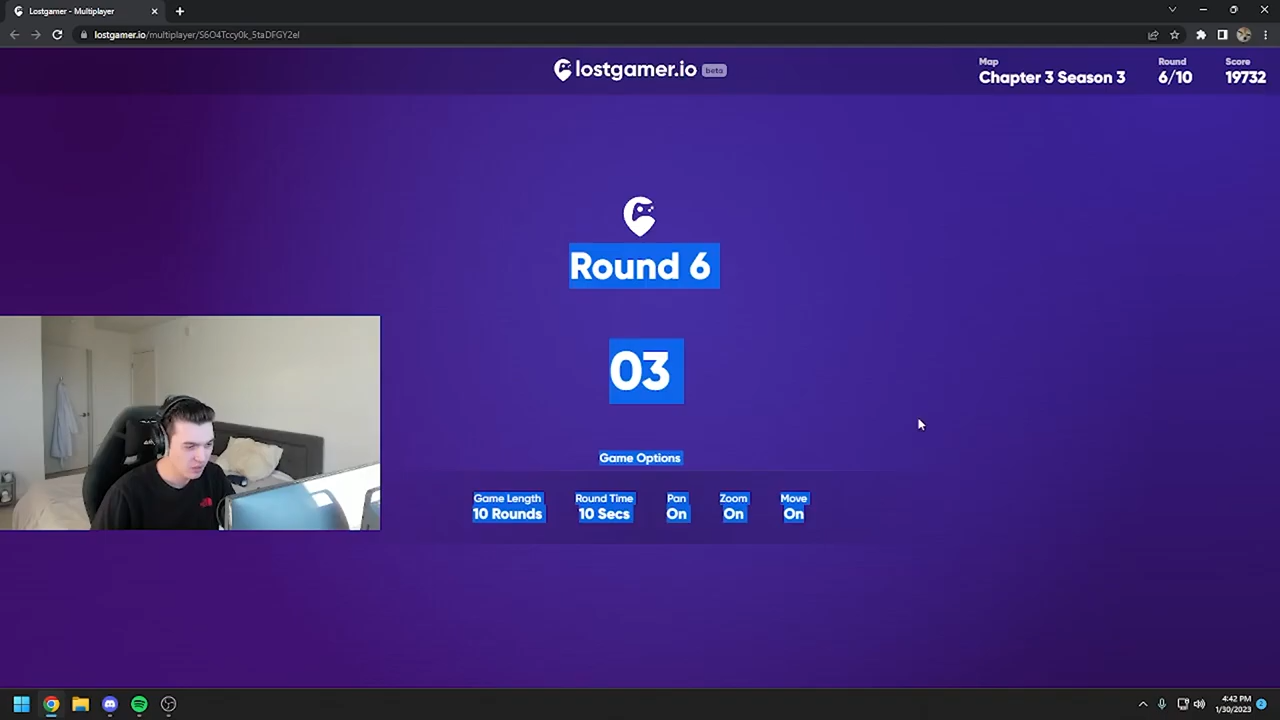 Lostgamer - Multiplayer
lostgamer.io/multiplayer/S6O4Tccy0k_5taDFGY2el
lostgamer.io beta
Map
Chapter 3 Season 3
Round
6/10
Score
19732
Round 6
03
Game Options
Game Length
10 Rounds
Round Time
10 Secs
Pan
On
Zoom
On
Move
On
4:42 PM
1/30/2023
2